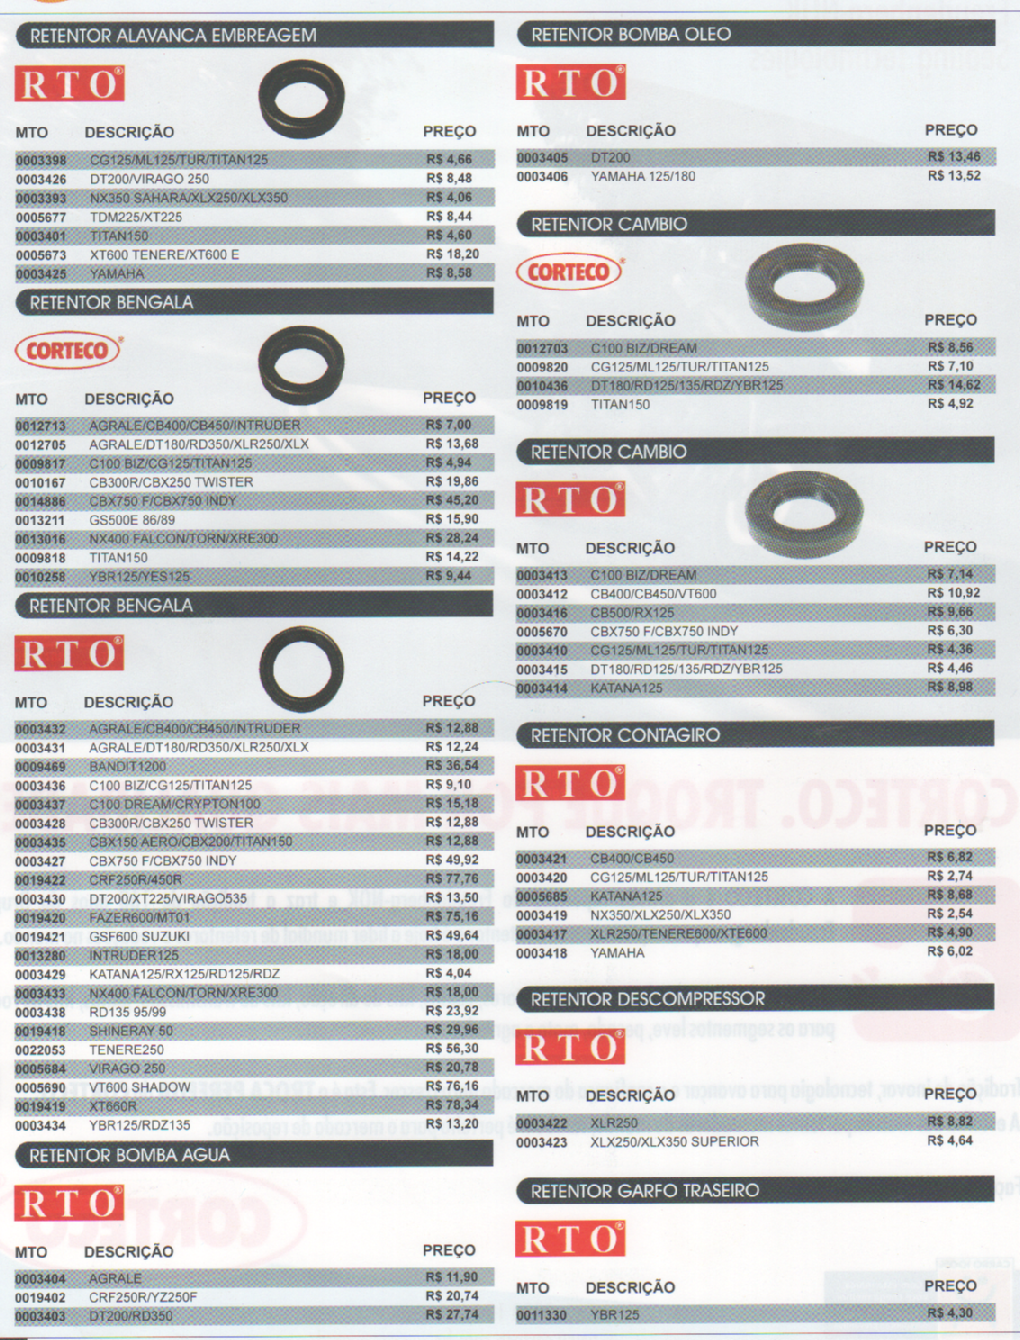 RETENTOR ALAVANCA EMBREAGEM
RTO®
MTO DESCRIÇÃO PREÇO
0003398 CG125/ML125/TUR/TITAN125 R$ 4,66
0003426 DT200/VIRAGO 250 R$ 8,48
0003393 NX350 SAHARA/XLX250/XLX350 R$ 4,06
0005677 TDM225/XT225 R$ 8,44
0003401 TITAN150 R$ 4,60
0005673 XT600 TENERE/XT600 E R$ 18,20
0003425 YAMAHA R$ 8,58
RETENTOR BENGALA
CORTECO®
MTO DESCRIÇÃO PREÇO
0012713 AGRALE/CB400/CB450/INTRUDER R$ 7,00
0012705 AGRALE/DT180/RD350/XLR250/XLX R$ 13,68
0009817 C100 BIZ/CG125/TITAN125 R$ 4,94
0010167 CB300R/CBX250 TWISTER R$ 19,86
0014886 CBX750 F/CBX750 INDY R$ 45,20
0013211 GS500E 86/89 R$ 15,90
0013016 NX400 FALCON/TORN/XRE300 R$ 28,24
0009818 TITAN150 R$ 14,22
0010258 YBR125/YES125 R$ 9,44
RETENTOR BENGALA
RTO®
MTO DESCRIÇÃO PREÇO
0003432 AGRALE/CB400/CB450/INTRUDER R$ 12,88
0003431 AGRALE/DT180/RD350/XLR250/XLX R$ 12,24
0009469 BANDIT1200 R$ 36,54
0003436 C100 BIZ/CG125/TITAN125 R$ 9,10
0003437 C100 DREAM/CRYPTON100 R$ 15,18
0003428 CB300R/CBX250 TWISTER R$ 12,88
0003435 CBX150 AERO/CBX200/TITAN150 R$ 12,88
0003427 CBX750 F/CBX750 INDY R$ 49,92
0019422 CRF250R/450R R$ 77,76
0003430 DT200/XT225/VIRAGO535 R$ 13,50
0019420 FAZER600/MT01 R$ 75,16
0019421 GSF600 SUZUKI R$ 49,64
0013280 INTRUDER125 R$ 18,00
0003429 KATANA125/RX125/RD125/RDZ R$ 4,04
0003433 NX400 FALCON/TORN/XRE300 R$ 18,00
0003438 RD135 95/99 R$ 23,92
0019418 SHINERAY 50 R$ 29,96
0022053 TENERE250 R$ 56,30
0005684 VIRAGO 250 R$ 20,78
0005690 VT600 SHADOW R$ 76,16
0019419 XT660R R$ 78,34
0003434 YBR125/RDZ135 R$ 13,20
RETENTOR BOMBA AGUA
RTO®
MTO DESCRIÇÃO PREÇO
0003404 AGRALE R$ 11,90
0019402 CRF250R/YZ250F R$ 20,74
0003403 DT200/RD350 R$ 27,74
RETENTOR BOMBA OLEO
RTO®
MTO DESCRIÇÃO PREÇO
0003405 DT200 R$ 13,46
0003406 YAMAHA 125/180 R$ 13,52
RETENTOR CAMBIO
CORTECO®
MTO DESCRIÇÃO PREÇO
0012703 C100 BIZ/DREAM R$ 8,56
0009820 CG125/ML125/TUR/TITAN125 R$ 7,10
0010436 DT180/RD125/135/RDZ/YBR125 R$ 14,62
0009819 TITAN150 R$ 4,92
RETENTOR CAMBIO
RTO®
MTO DESCRIÇÃO PREÇO
0003413 C100 BIZ/DREAM R$ 7,14
0003412 CB400/CB450/VT600 R$ 10,92
0003416 CB500/RX125 R$ 9,66
0005670 CBX750 F/CBX750 INDY R$ 6,30
0003410 CG125/ML125/TUR/TITAN125 R$ 4,36
0003415 DT180/RD125/135/RDZ/YBR125 R$ 4,46
0003414 KATANA125 R$ 8,98
RETENTOR CONTAGIRO
RTO®
MTO DESCRIÇÃO PREÇO
0003421 CB400/CB450 R$ 6,82
0003420 CG125/ML125/TUR/TITAN125 R$ 2,74
0005685 KATANA125 R$ 8,68
0003419 NX350/XLX250/XLX350 R$ 2,54
0003417 XLR250/TENERE600/XTE600 R$ 4,90
0003418 YAMAHA R$ 6,02
RETENTOR DESCOMPRESSOR
RTO®
MTO DESCRIÇÃO PREÇO
0003422 XLR250 R$ 8,82
0003423 XLX250/XLX350 SUPERIOR R$ 4,64
RETENTOR GARFO TRASEIRO
RTO®
MTO DESCRIÇÃO PREÇO
0011330 YBR125 R$ 4,30